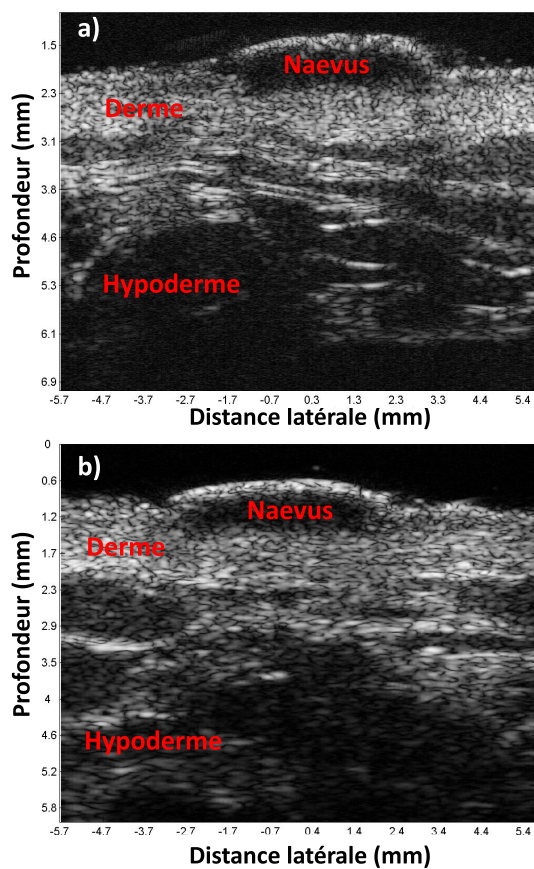 a)
1.5
Naevus
2.3
Derme
3.1
3.8
4.6
Hypoderme
5.3
6.1
6.9
Profondeur (mm)
-5.7 -4.7 -3.7 -2.7 -1.7 -0.7 0.3 1.3 2.3 3.3 4.4 5.4
Distance latérale (mm)
0
b)
0.6
Naevus
1.2
Derme
1.7
2.3
2.9
3.5
4
4.6
Hypoderme
5.2
5.8
Profondeur (mm)
-5.7 -4.7 -3.7 -2.7 -1.7 -0.7 0.4 1.4 2.4 3.4 4.4 5.4
Distance latérale (mm)